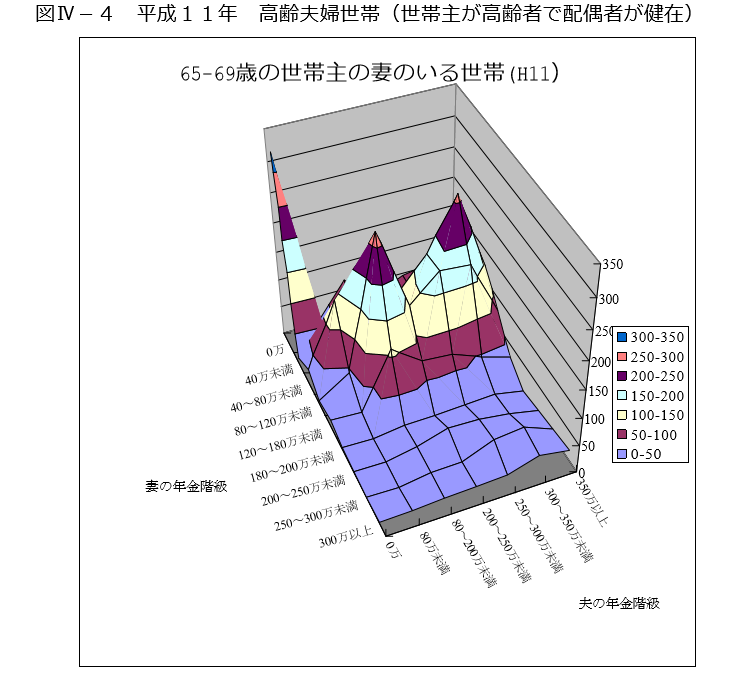 図Ⅳ－４　平成１１年　高齢夫婦世帯（世帯主が高齢者で配偶者が健在）
65-69歳の世帯主の妻のいる世帯(H11)
350
300
250
200
150
100
50
0
300-350
250-300
200-250
150-200
100-150
50-100
0-50
0万
40万未満
40～80万未満
80～120万未満
120～180万未満
180～200万未満
200～250万未満
250～300万未満
300万以上
妻の年金階級
0万
80万未満
80～200万未満
200～250万未満
250～300万未満
300～350万未満
350万以上
夫の年金階級